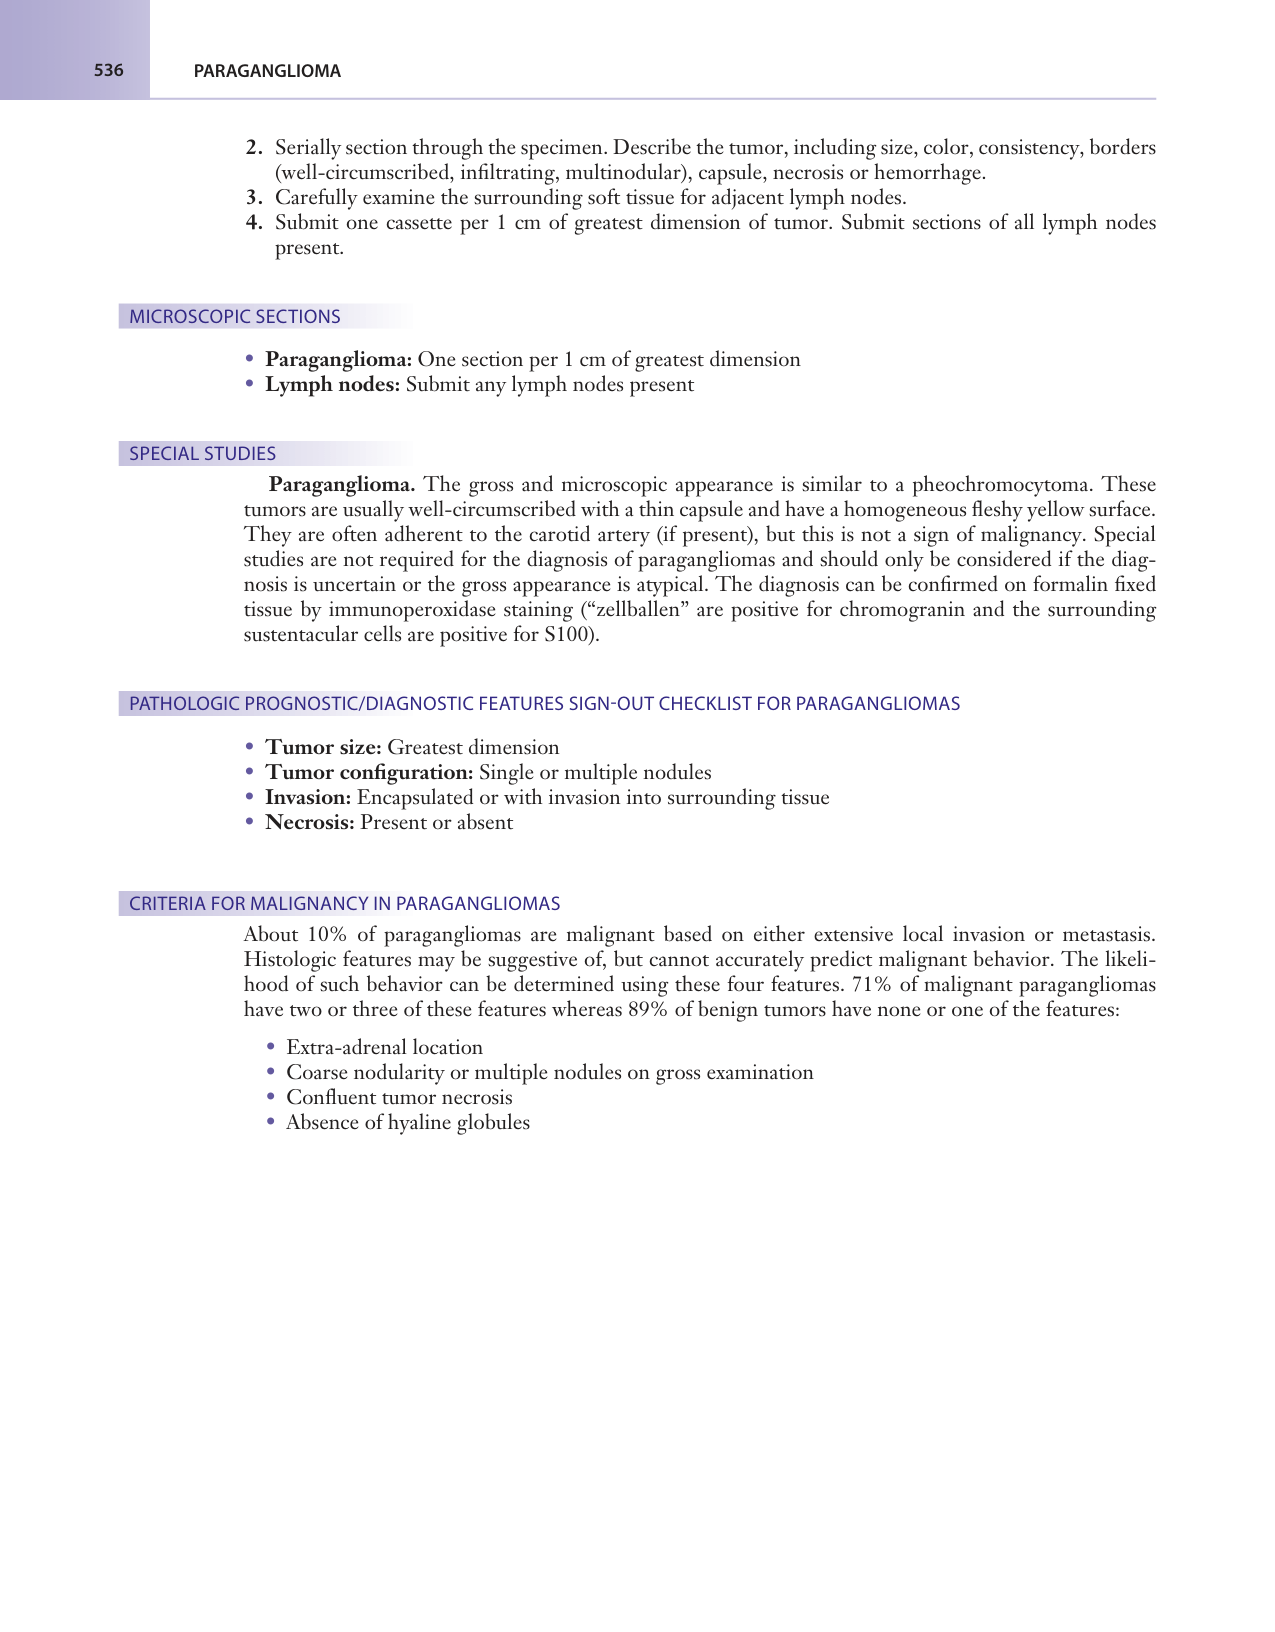 536
PARAGANGLIOMA
2. Serially section through the specimen. Describe the tumor, including size, color, consistency, borders
(well-circumscribed, infiltrating, multinodular), capsule, necrosis or hemorrhage.
3. Carefully examine the surrounding soft tissue for adjacent lymph nodes.
4. Submit one cassette per 1 cm of greatest dimension of tumor. Submit sections of all lymph nodes
present.
MICROSCOPIC SECTIONS
• Paraganglioma: One section per 1 cm of greatest dimension
• Lymph nodes: Submit any lymph nodes present
SPECIAL STUDIES
Paraganglioma. The gross and microscopic appearance is similar to a pheochromocytoma. These
tumors are usually well-circumscribed with a thin capsule and have a homogeneous fleshy yellow surface.
They are often adherent to the carotid artery (if present), but this is not a sign of malignancy. Special
studies are not required for the diagnosis of paragangliomas and should only be considered if the diag-
nosis is uncertain or the gross appearance is atypical. The diagnosis can be confirmed on formalin fixed
tissue by immunoperoxidase staining (“zellballen” are positive for chromogranin and the surrounding
sustentacular cells are positive for S100).
PATHOLOGIC PROGNOSTIC/DIAGNOSTIC FEATURES SIGN-OUT CHECKLIST FOR PARAGANGLIOMAS
• Tumor size: Greatest dimension
• Tumor configuration: Single or multiple nodules
• Invasion: Encapsulated or with invasion into surrounding tissue
• Necrosis: Present or absent
CRITERIA FOR MALIGNANCY IN PARAGANGLIOMAS
About 10% of paragangliomas are malignant based on either extensive local invasion or metastasis.
Histologic features may be suggestive of, but cannot accurately predict malignant behavior. The likeli-
hood of such behavior can be determined using these four features. 71% of malignant paragangliomas
have two or three of these features whereas 89% of benign tumors have none or one of the features:
• Extra-adrenal location
• Coarse nodularity or multiple nodules on gross examination
• Confluent tumor necrosis
• Absence of hyaline globules